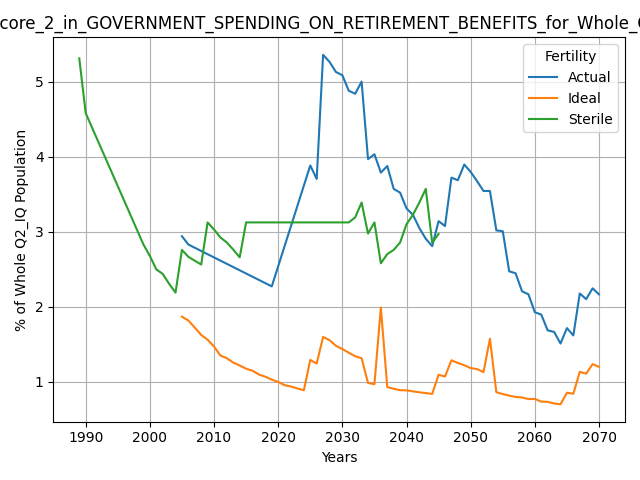 core_2_in_GOVERNMENT_SPENDING_ON_RETIREMENT_BENEFITS_for_Whole_
Fertility
Actual
Ideal
Sterile
% of Whole Q2_IQ Population
5
4
3
2
1
1990 2000 2010 2020 2030 2040 2050 2060 2070
Years